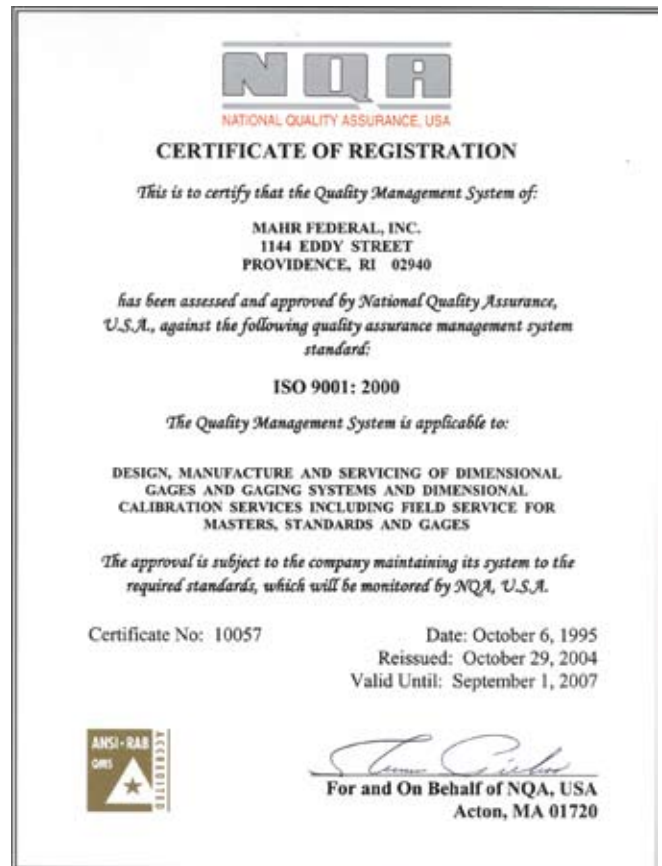 NQA
NATIONAL QUALITY ASSURANCE, USA
CERTIFICATE OF REGISTRATION
This is to certify that the Quality Management System of:
MAHR FEDERAL, INC.
1144 EDDY STREET
PROVIDENCE, RI 02940
has been assessed and approved by National Quality Assurance,
U.S.A., against the following quality assurance management system
standard:
ISO 9001: 2000
The Quality Management System is applicable to:
DESIGN, MANUFACTURE AND SERVICING OF DIMENSIONAL
GAGES AND GAGING SYSTEMS AND DIMENSIONAL
CALIBRATION SERVICES INCLUDING FIELD SERVICE FOR
MASTERS, STANDARDS AND GAGES
The approval is subject to the company maintaining its system to the
required standards, which will be monitored by NQA, U.S.A.
Certificate No: 10057
Date: October 6, 1995
Reissued: October 29, 2004
Valid Until: September 1, 2007
ANSI-RAB
QMS
ACCREDITED
For and On Behalf of NQA, USA
Acton, MA 01720